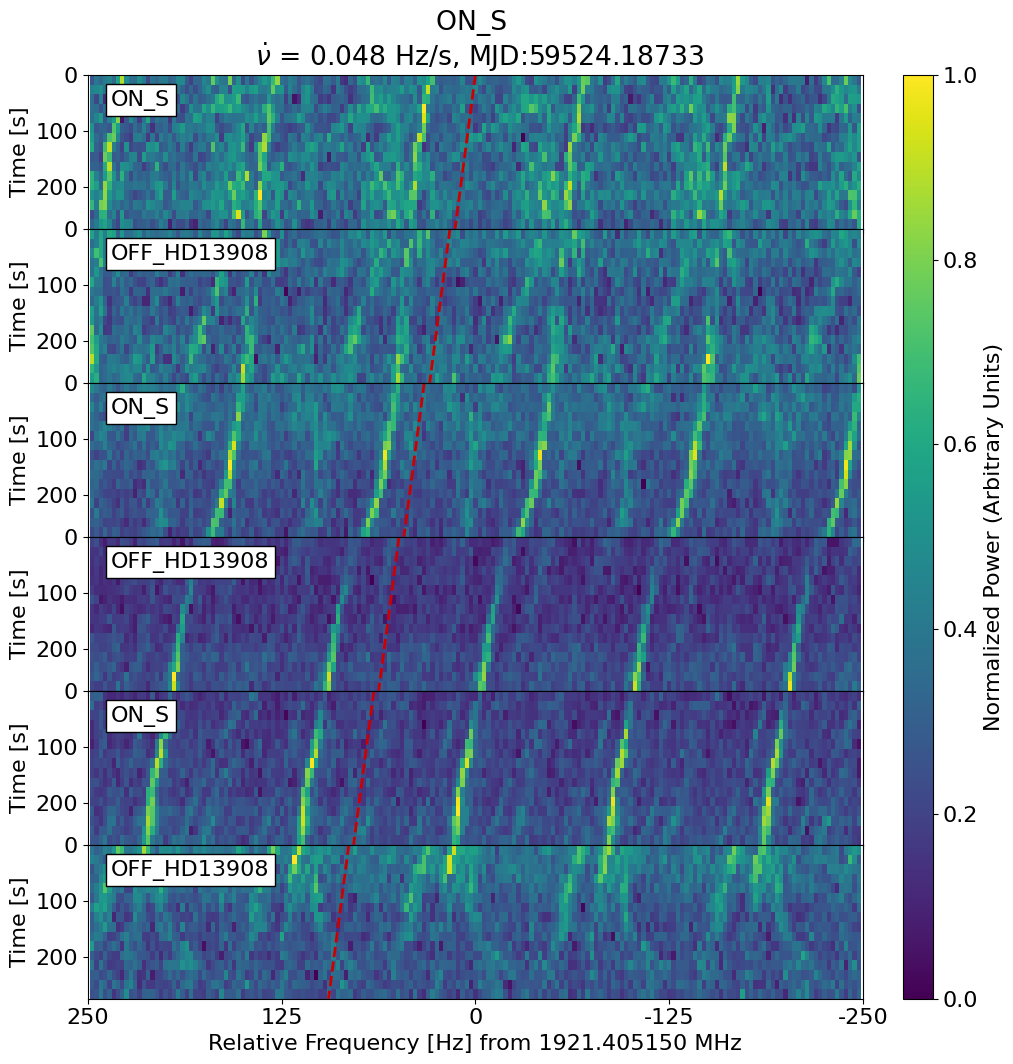 ON_S
ν̇ = 0.048 Hz/s, MJD:59524.18733
0
ON_S
100
Time [s]
200
0
OFF_HD13908
100
Time [s]
200
0
ON_S
100
Time [s]
200
0
OFF_HD13908
100
Time [s]
200
0
ON_S
100
Time [s]
200
0
OFF_HD13908
100
Time [s]
200
250 125 0 -125 -250
Relative Frequency [Hz] from 1921.405150 MHz
1.0
0.8
0.6
0.4
0.2
0.0
Normalized Power (Arbitrary Units)